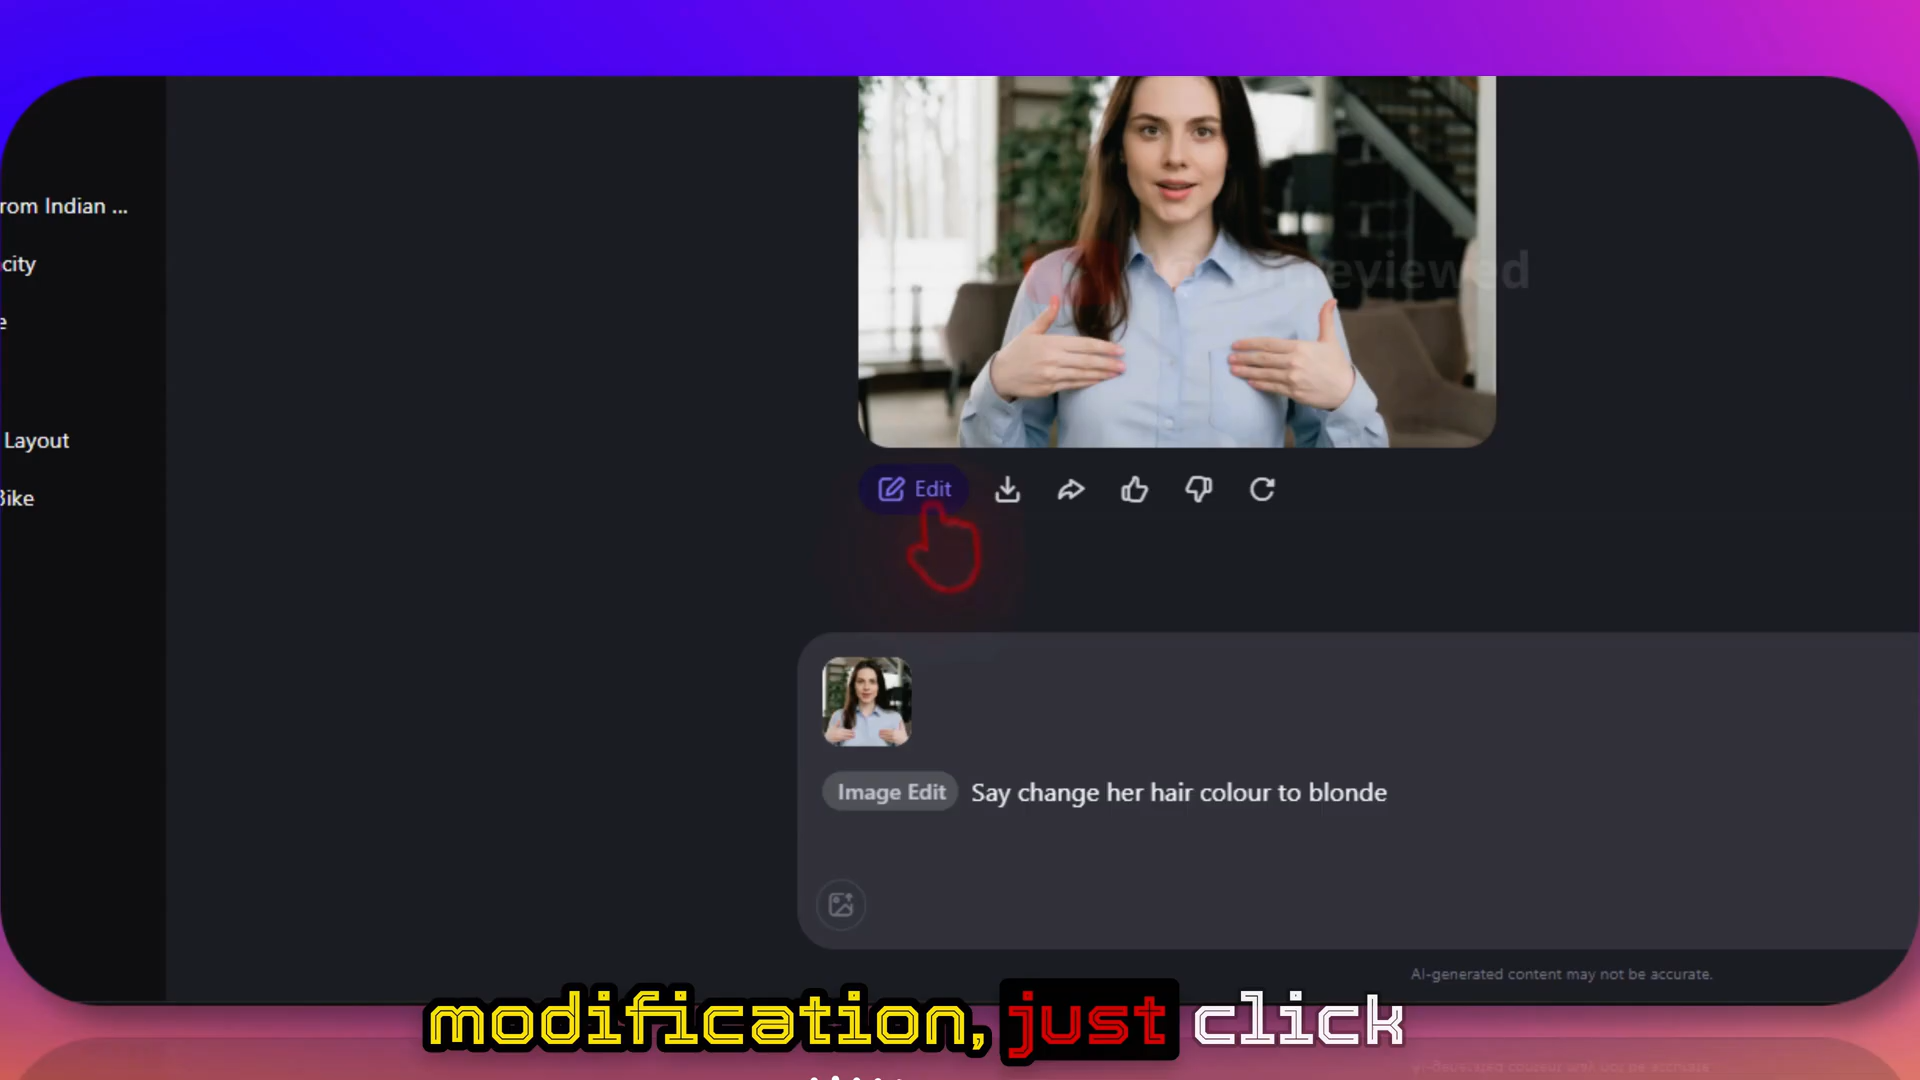 rom Indian ...
city
e
Layout
Bike
reviewed
Edit
Image Edit Say change her hair colour to blonde
AI-generated content may not be accurate.
modification, just click